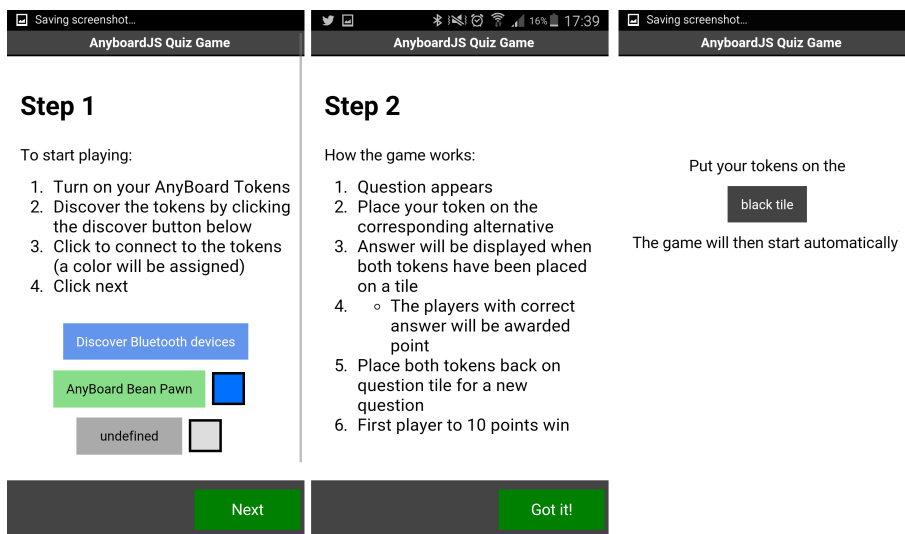 Saving screenshot...
AnyboardJS Quiz Game
Step 1
To start playing:
1. Turn on your AnyBoard Tokens
2. Discover the tokens by clicking
the discover button below
3. Click to connect to the tokens
(a color will be assigned)
4. Click next
Discover Bluetooth devices
AnyBoard Bean Pawn
undefined
Next
16% 17:39
AnyboardJS Quiz Game
Step 2
How the game works:
1. Question appears
2. Place your token on the
corresponding alternative
3. Answer will be displayed when
both tokens have been placed
on a tile
4. ◦ The players with correct
answer will be awarded
point
5. Place both tokens back on
question tile for a new
question
6. First player to 10 points win
Got it!
Saving screenshot...
AnyboardJS Quiz Game
Put your tokens on the
black tile
The game will then start automatically